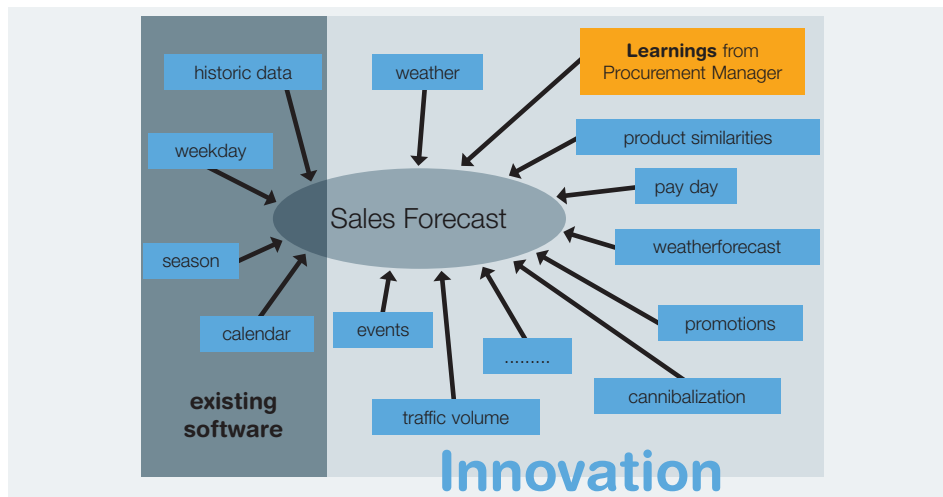 historic data
weather
Learnings from
Procurement Manager
weekday
product similarities
pay day
Sales Forecast
season
weatherforecast
calendar
events
promotions
.........
cannibalization
existing
software
traffic volume
Innovation